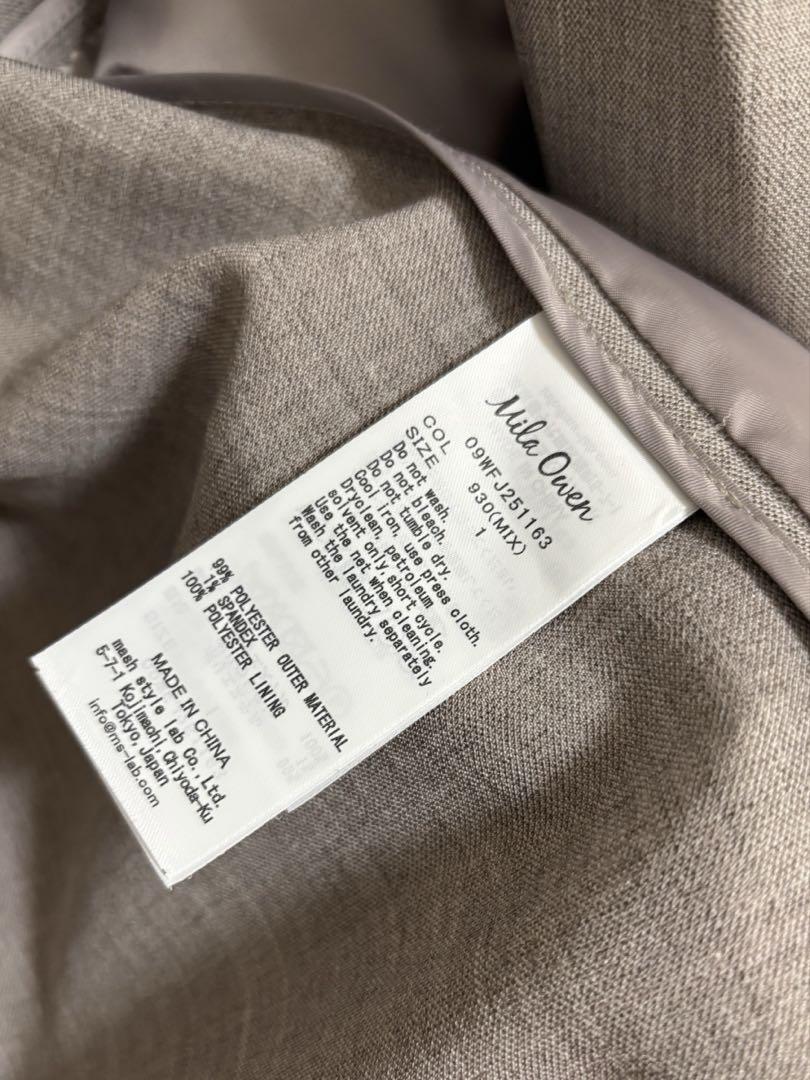 Mila Owen
09WFJ251163
COL 930(MIX)
SIZE 1
Do not wash.
Do not bleach.
Do not tumble dry.
Cool iron, use press cloth.
Dryclean, petroleum
solvent only,short cycle.
Use the net when cleaning.
Wash the laundry separately
from other laundry.
99% POLYESTER OUTER MATERIAL
1% SPANDEX
100% POLYESTER LINING
MADE IN CHINA
mash style lab Co. Ltd.
5-7-1 Kojimachi, Chiyoda-Ku
Tokyo, Japan
info@ms-lab.com